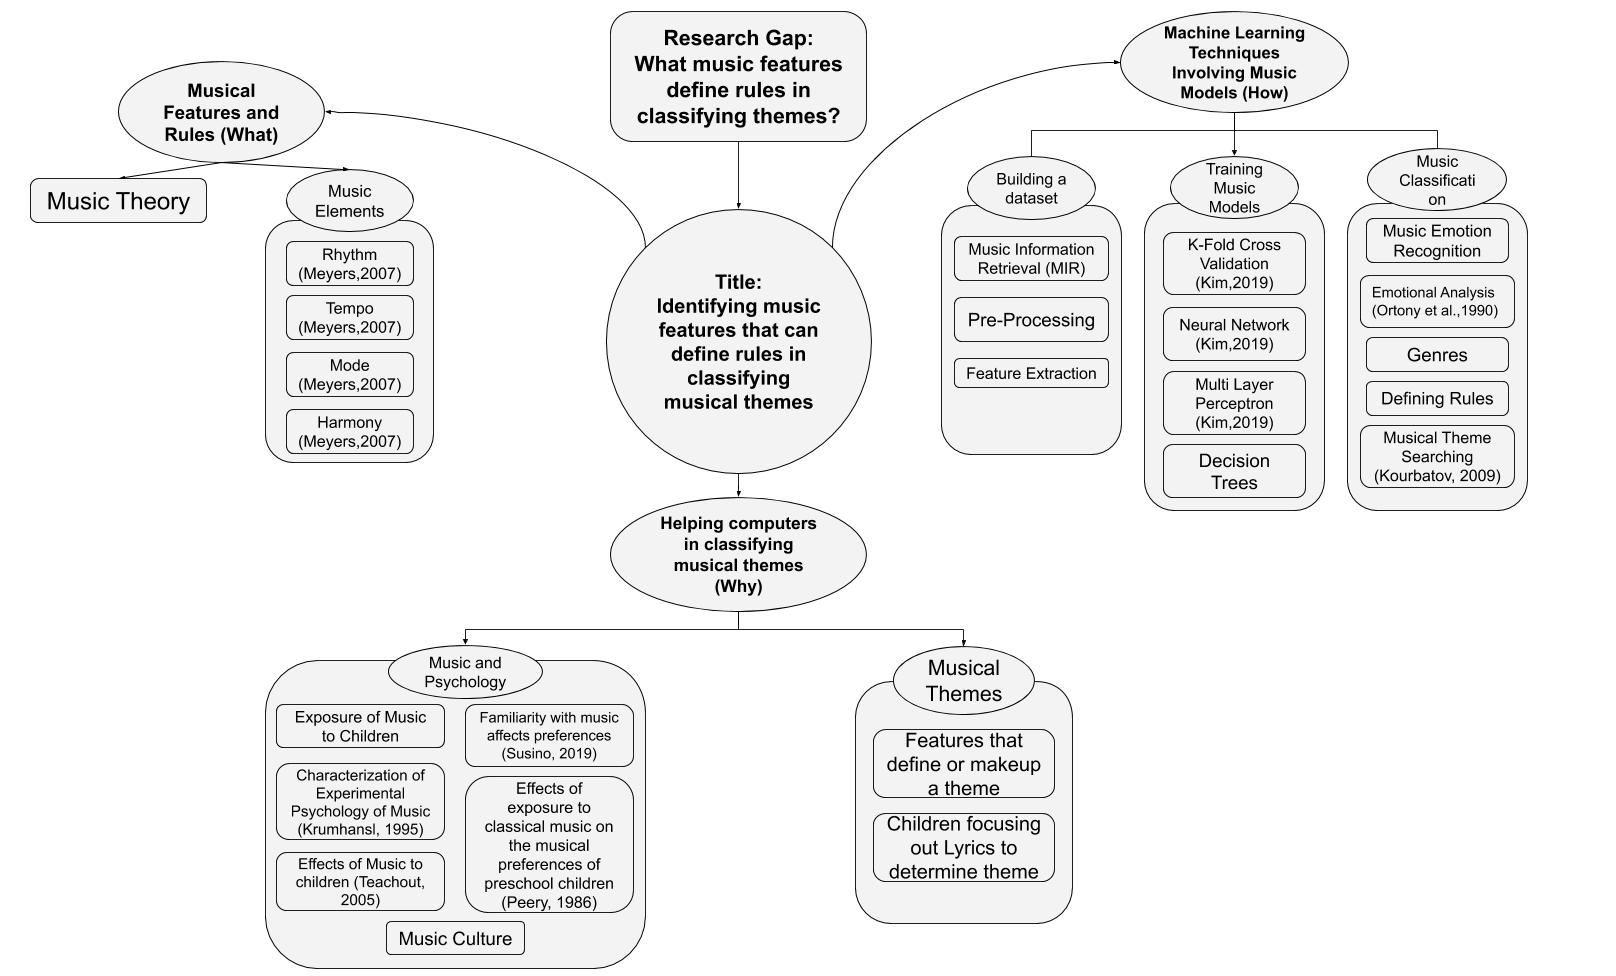 Research Gap:
What music features
define rules in
classifying themes?
Musical
Features and
Rules (What)
Music Theory
Music
Elements
Rhythm
(Meyers,2007)
Tempo
(Meyers,2007)
Mode
(Meyers,2007)
Harmony
(Meyers,2007)
Title:
Identifying music
features that can
define rules in
classifying
musical themes
Machine Learning
Techniques
Involving Music
Models (How)
Building a
dataset
Music Information
Retrieval (MIR)
Pre-Processing
Feature Extraction
Training
Music
Models
K-Fold Cross
Validation
(Kim,2019)
Neural Network
(Kim,2019)
Multi Layer
Perceptron
(Kim,2019)
Decision
Trees
Music
Classificati
on
Music Emotion
Recognition
Emotional Analysis
(Ortony et al.,1990)
Genres
Defining Rules
Musical Theme
Searching
(Kourbatov, 2009)
Helping computers
in classifying
musical themes
(Why)
Music and
Psychology
Exposure of Music
to Children
Characterization of
Experimental
Psychology of Music
(Krumhansl, 1995)
Effects of Music to
children (Teachout,
2005)
Familiarity with music
affects preferences
(Susino, 2019)
Effects of
exposure to
classical music on
the musical
preferences of
preschool children
(Peery, 1986)
Music Culture
Musical
Themes
Features that
define or makeup
a theme
Children focusing
out Lyrics to
determine theme